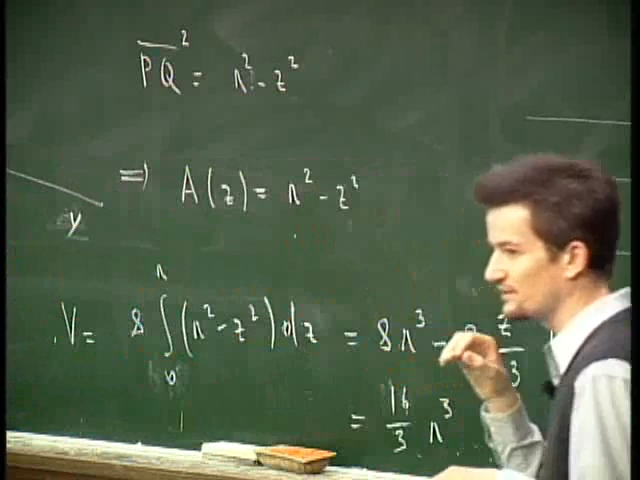 PQ² = r² - z²
=> A(z) = r² - z²
y
V = 8 ∫₀ʳ (r² - z²) dz = 8r³ -
= 16/3 r³